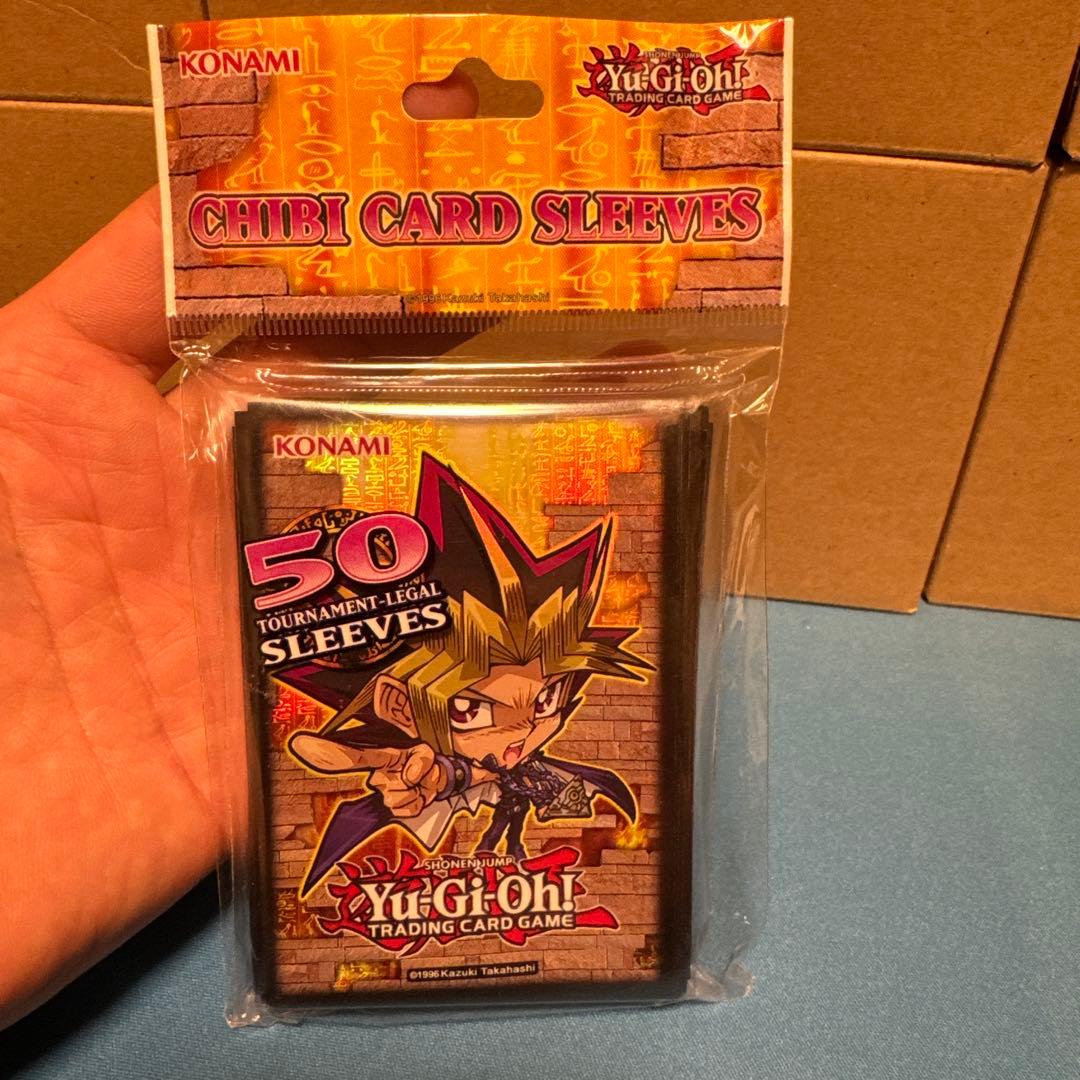 KONAMI
SHONEN JUMP
Yu-Gi-Oh!
TRADING CARD GAME
CHIBI CARD SLEEVES
©1996 Kazuki Takahashi
KONAMI
50
TOURNAMENT-LEGAL
SLEEVES
SHONEN JUMP
Yu-Gi-Oh!
TRADING CARD GAME
©1996 Kazuki Takahashi